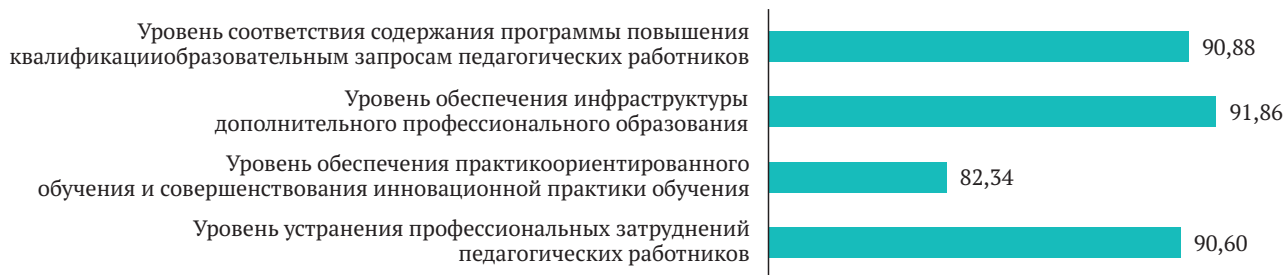 Уровень соответствия содержания программы повышения
квалификацииобразовательным запросам педагогических работников
90,88
Уровень обеспечения инфраструктуры
дополнительного профессионального образования
91,86
Уровень обеспечения практикоориентированного
обучения и совершенствования инновационной практики обучения
82,34
Уровень устранения профессиональных затруднений
педагогических работников
90,60